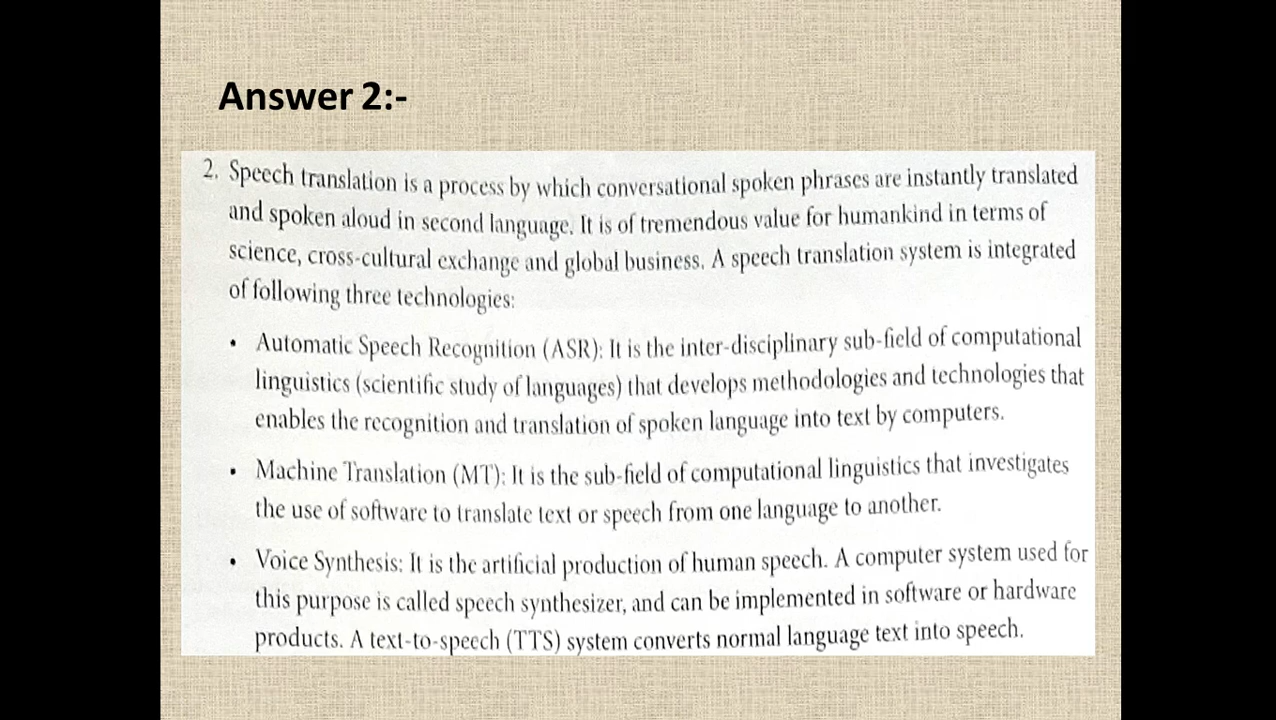 Answer 2:-
2. Speech translation is a process by which conversational spoken phrases are instantly translated
and spoken aloud in second language. It is of tremendous value for humankind in terms of
science, cross-cultural exchange and global business. A speech translation system is integrated
of following three technologies:
• Automatic Speech Recognition (ASR): It is the inter-disciplinary sub-field of computational
linguistics (scientific study of languages) that develops methodologies and technologies that
enables the recognition and translation of spoken language into text by computers.
• Machine Translation (MT): It is the sub-field of computational linguistics that investigates
the use of software to translate text or speech from one language to another.
• Voice Synthesis: It is the artificial production of human speech. A computer system used for
this purpose is called speech synthesiser, and can be implemented in software or hardware
products. A text-to-speech (TTS) system converts normal language text into speech.